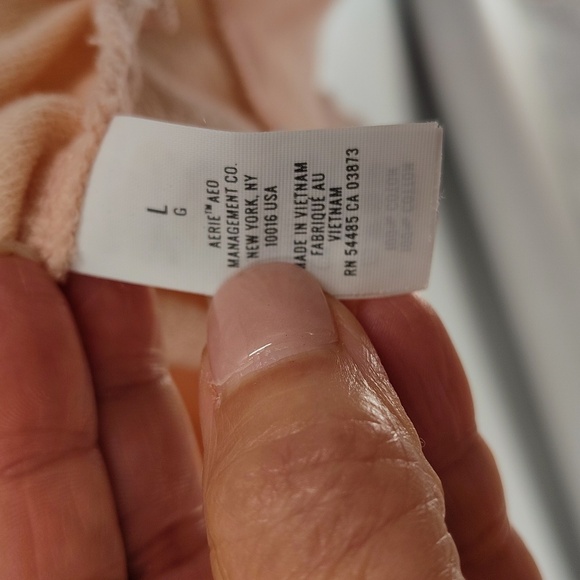 L
G
AERIE™ AEO
MANAGEMENT CO.
NEW YORK, NY
10016 USA
MADE IN VIETNAM
FABRIQUÉ AU
VIETNAM
RN 54485 CA 03873